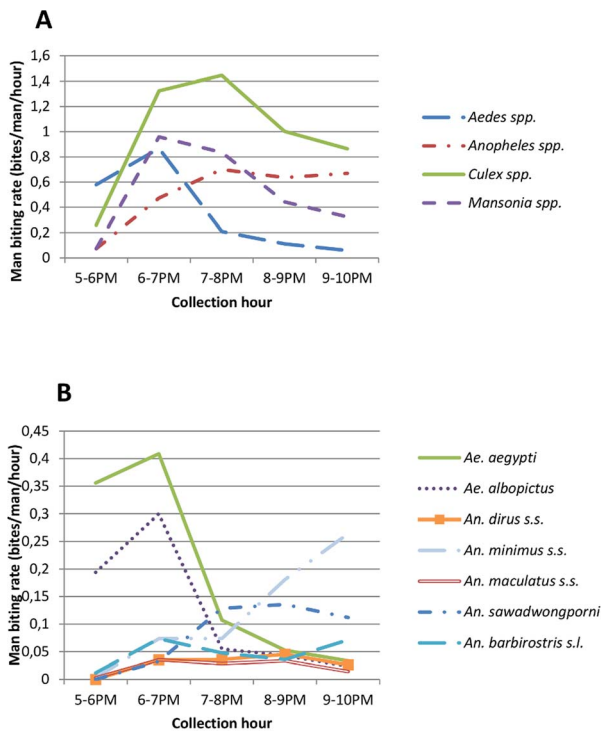 A
Man biting rate (bites/man/hour)
1,6
1,4
1,2
1
0,8
0,6
0,4
0,2
0
5-6PM 6-7PM 7-8PM 8-9PM 9-10PM
Collection hour
Aedes spp.
Anopheles spp.
Culex spp.
Mansonia spp.
B
Man biting rate (bites/man/hour)
0,45
0,4
0,35
0,3
0,25
0,2
0,15
0,1
0,05
0
5-6PM 6-7PM 7-8PM 8-9PM 9-10PM
Collection hour
Ae. aegypti
Ae. albopictus
An. dirus s.s.
An. minimus s.s.
An. maculatus s.s.
An. sawadwongporni
An. barbirostris s.l.